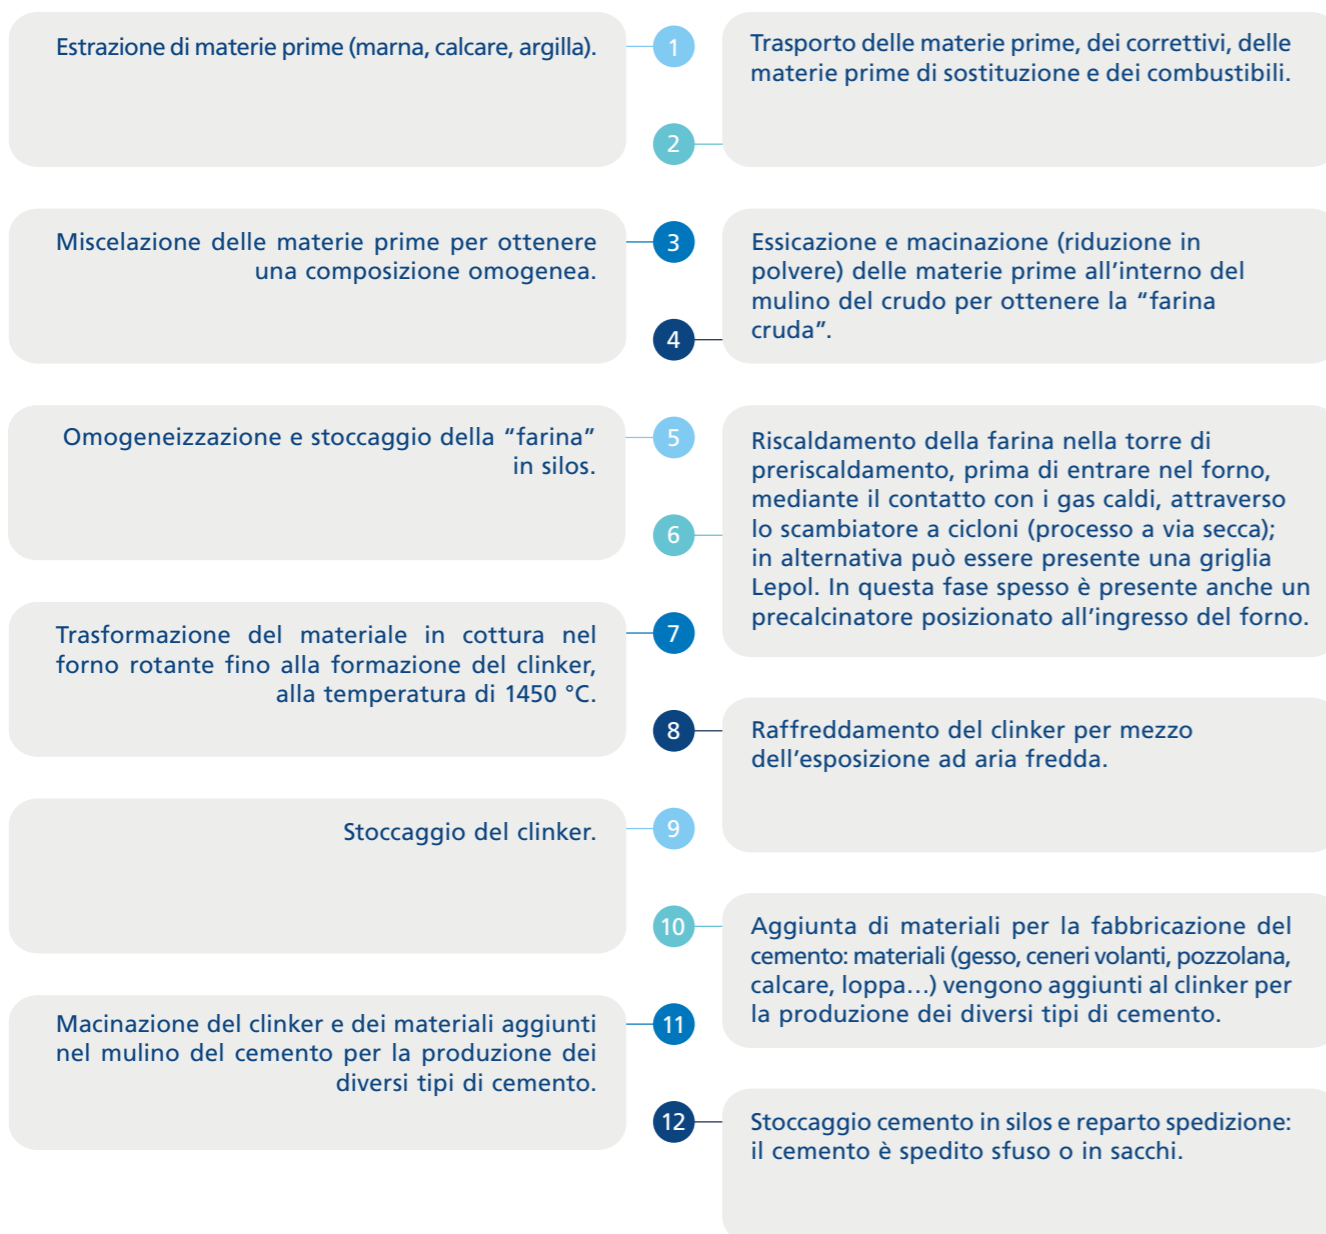 Estrazione di materie prime (marna, calcare, argilla).
1
Trasporto delle materie prime, dei correttivi, delle
materie prime di sostituzione e dei combustibili.
2
Miscelazione delle materie prime per ottenere
una composizione omogenea.
3
Essicazione e macinazione (riduzione in
polvere) delle materie prime all’interno del
mulino del crudo per ottenere la “farina
cruda”.
4
Omogeneizzazione e stoccaggio della “farina”
in silos.
5
Riscaldamento della farina nella torre di
preriscaldamento, prima di entrare nel forno,
mediante il contatto con i gas caldi, attraverso
lo scambiatore a cicloni (processo a via secca);
in alternativa può essere presente una griglia
Lepol. In questa fase spesso è presente anche un
precalcinatore posizionato all’ingresso del forno.
6
Trasformazione del materiale in cottura nel
forno rotante fino alla formazione del clinker,
alla temperatura di 1450 °C.
7
8
Raffreddamento del clinker per mezzo
dell’esposizione ad aria fredda.
Stoccaggio del clinker.
9
10
Aggiunta di materiali per la fabbricazione del
cemento: materiali (gesso, ceneri volanti, pozzolana,
calcare, loppa…) vengono aggiunti al clinker per
la produzione dei diversi tipi di cemento.
Macinazione del clinker e dei materiali aggiunti
nel mulino del cemento per la produzione dei
diversi tipi di cemento.
11
12
Stoccaggio cemento in silos e reparto spedizione:
il cemento è spedito sfuso o in sacchi.